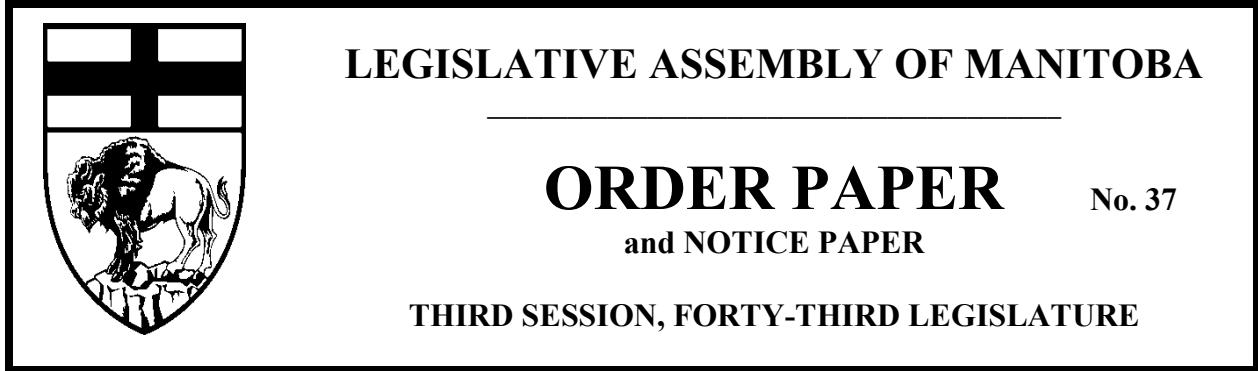 LEGISLATIVE ASSEMBLY OF MANITOBA
ORDER PAPER No. 37
and NOTICE PAPER
THIRD SESSION, FORTY-THIRD LEGISLATURE